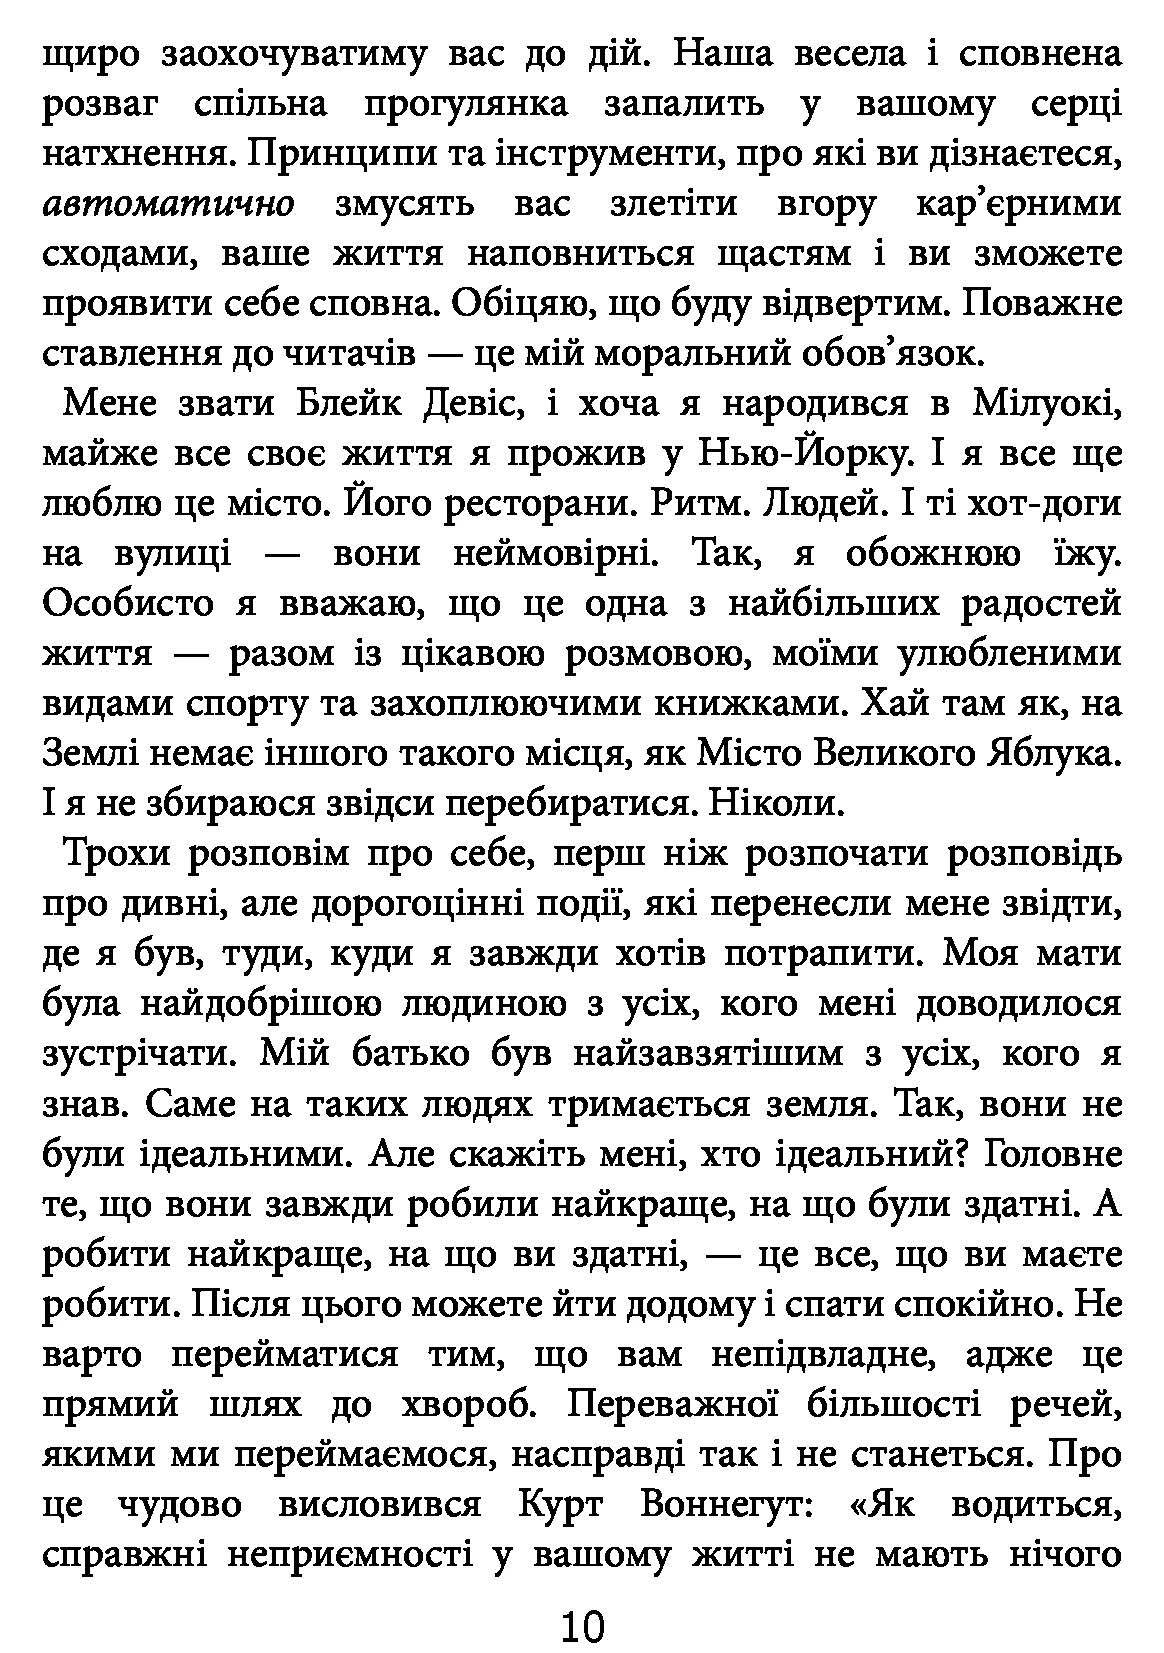 щиро заохочуватиму вас до дій. Наша весела і сповнена
розваг спільна прогулянка запалить у вашому серці
натхнення. Принципи та інструменти, про які ви дізнаєтеся,
автоматично змусять вас злетіти вгору кар’єрними
сходами, ваше життя наповниться щастям і ви зможете
проявити себе сповна. Обіцяю, що буду відвертим. Поважне
ставлення до читачів — це мій моральний обов’язок.
Мене звати Блейк Девіс, і хоча я народився в Мілуокі,
майже все своє життя я прожив у Нью-Йорку. І я все ще
люблю це місто. Його ресторани. Ритм. Людей. І ті хот-доги
на вулиці — вони неймовірні. Так, я обожнюю їжу.
Особисто я вважаю, що це одна з найбільших радостей
життя — разом із цікавою розмовою, моїми улюбленими
видами спорту та захоплюючими книжками. Хай там як, на
Землі немає іншого такого місця, як Місто Великого Яблука.
І я не збираюся звідси перебиратися. Ніколи.
Трохи розповім про себе, перш ніж розпочати розповідь
про дивні, але дорогоцінні події, які перенесли мене звідти,
де я був, туди, куди я завжди хотів потрапити. Моя мати
була найдобрішою людиною з усіх, кого мені доводилося
зустрічати. Мій батько був найзавзятішим з усіх, кого я
знав. Саме на таких людях тримається земля. Так, вони не
були ідеальними. Але скажіть мені, хто ідеальний? Головне
те, що вони завжди робили найкраще, на що були здатні. А
робити найкраще, на що ви здатні, — це все, що ви маєте
робити. Після цього можете йти додому і спати спокійно. Не
варто перейматися тим, що вам непідвладне, адже це
прямий шлях до хвороб. Переважної більшості речей,
якими ми переймаємося, насправді так і не станеться. Про
це чудово висловився Курт Воннегут: «Як водиться,
справжні неприємності у вашому житті не мають нічого
10